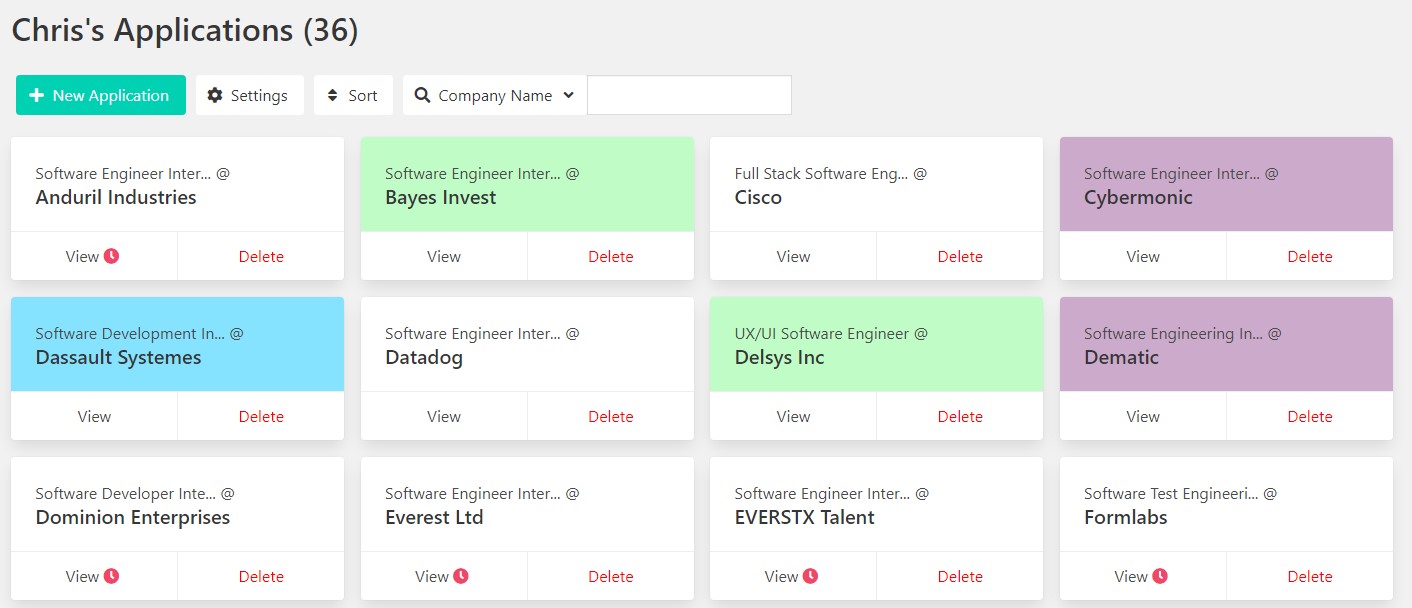 Chris's Applications (36)
New Application Settings Sort Company Name
Software Engineer Inter... @
Anduril Industries
View Delete
Software Engineer Inter... @
Bayes Invest
View Delete
Full Stack Software Eng... @
Cisco
View Delete
Software Engineer Inter... @
Cybermonic
View Delete
Software Development In... @
Dassault Systemes
View Delete
Software Engineer Inter... @
Datadog
View Delete
UX/UI Software Engineer @
Delsys Inc
View Delete
Software Engineering In... @
Dematic
View Delete
Software Developer Inte... @
Dominion Enterprises
View Delete
Software Engineer Inter... @
Everest Ltd
View Delete
Software Engineer Inter... @
EVERSTX Talent
View Delete
Software Test Engineeri... @
Formlabs
View Delete